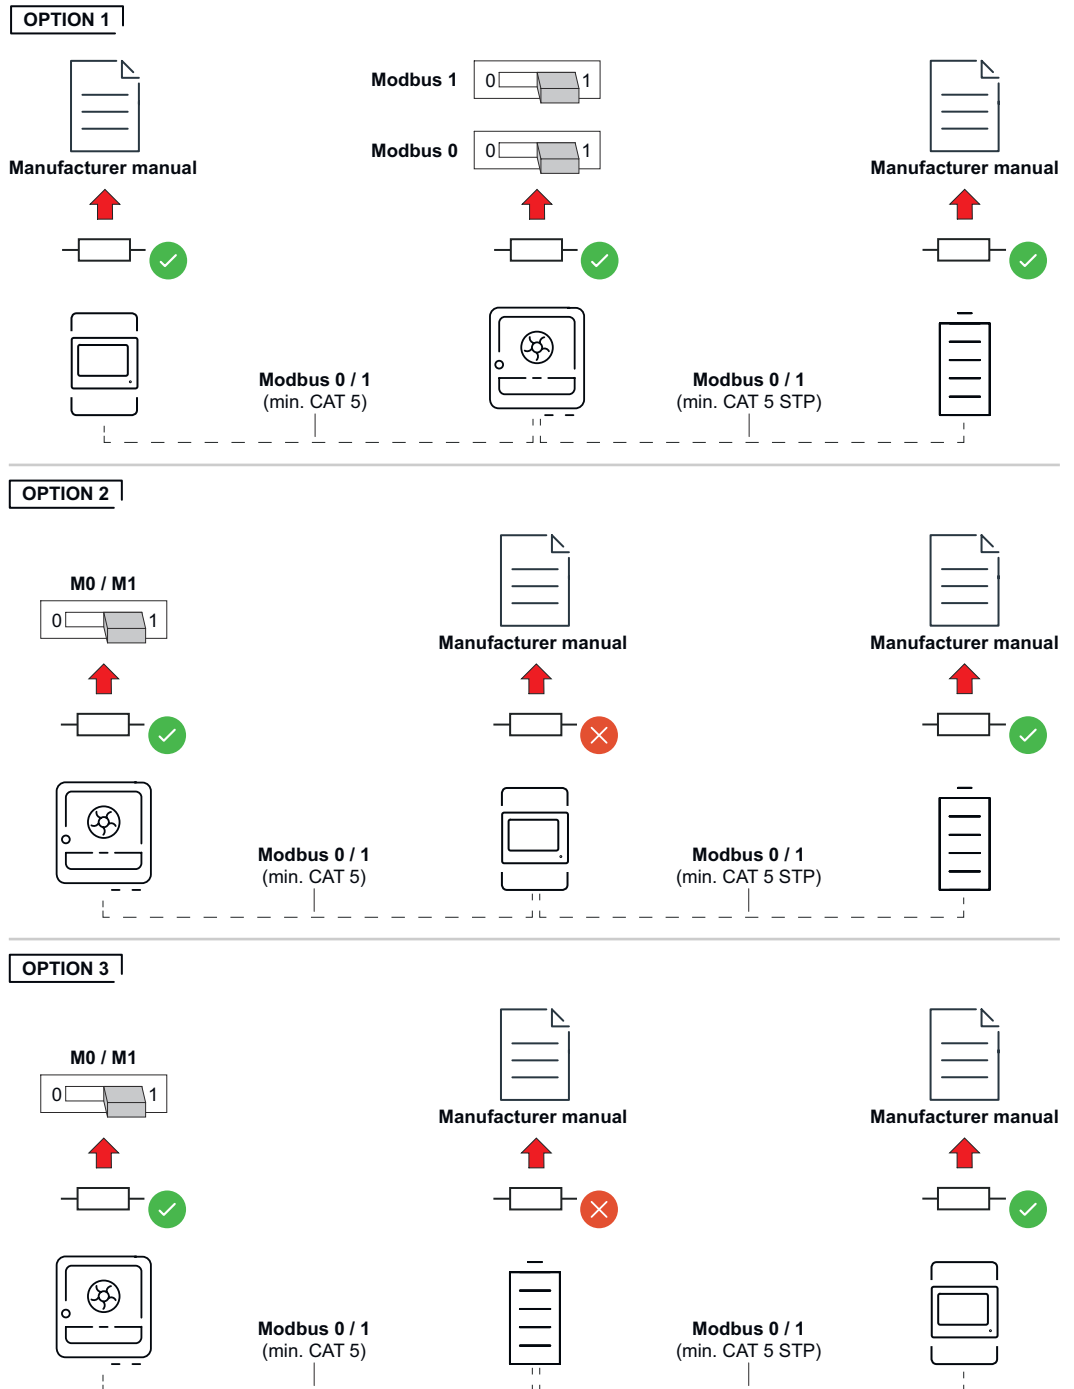 OPTION 1
Modbus 1 0 1
Modbus 0 0 1
Manufacturer manual
Manufacturer manual
Modbus 0 / 1
(min. CAT 5)
Modbus 0 / 1
(min. CAT 5 STP)
OPTION 2
M0 / M1
0 1
Manufacturer manual
Manufacturer manual
Modbus 0 / 1
(min. CAT 5)
Modbus 0 / 1
(min. CAT 5 STP)
OPTION 3
M0 / M1
0 1
Manufacturer manual
Manufacturer manual
Modbus 0 / 1
(min. CAT 5)
Modbus 0 / 1
(min. CAT 5 STP)